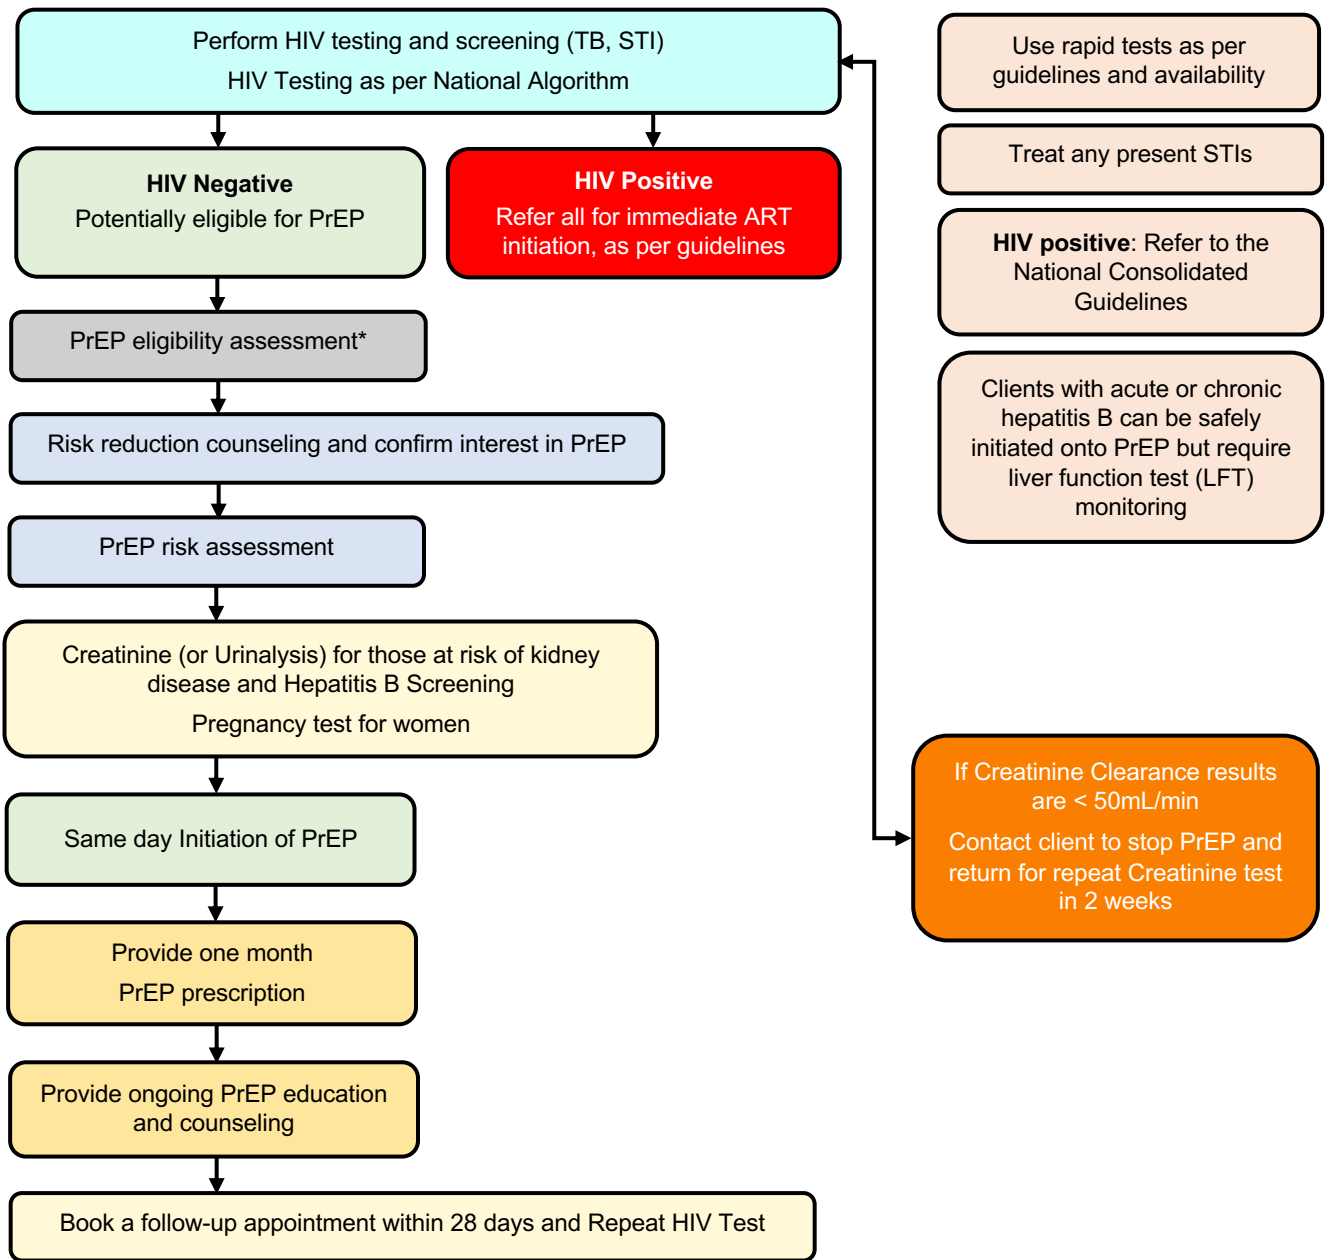 Perform HIV testing and screening (TB, STI)
HIV Testing as per National Algorithm
HIV Negative
Potentially eligible for PrEP
HIV Positive
Refer all for immediate ART
initiation, as per guidelines
PrEP eligibility assessment*
Risk reduction counseling and confirm interest in PrEP
PrEP risk assessment
Creatinine (or Urinalysis) for those at risk of kidney
disease and Hepatitis B Screening
Pregnancy test for women
Same day Initiation of PrEP
Provide one month
PrEP prescription
Provide ongoing PrEP education
and counseling
Book a follow-up appointment within 28 days and Repeat HIV Test
Use rapid tests as per
guidelines and availability
Treat any present STIs
HIV positive: Refer to the
National Consolidated
Guidelines
Clients with acute or chronic
hepatitis B can be safely
initiated onto PrEP but require
liver function test (LFT)
monitoring
If Creatinine Clearance results
are < 50mL/min
Contact client to stop PrEP and
return for repeat Creatinine test
in 2 weeks